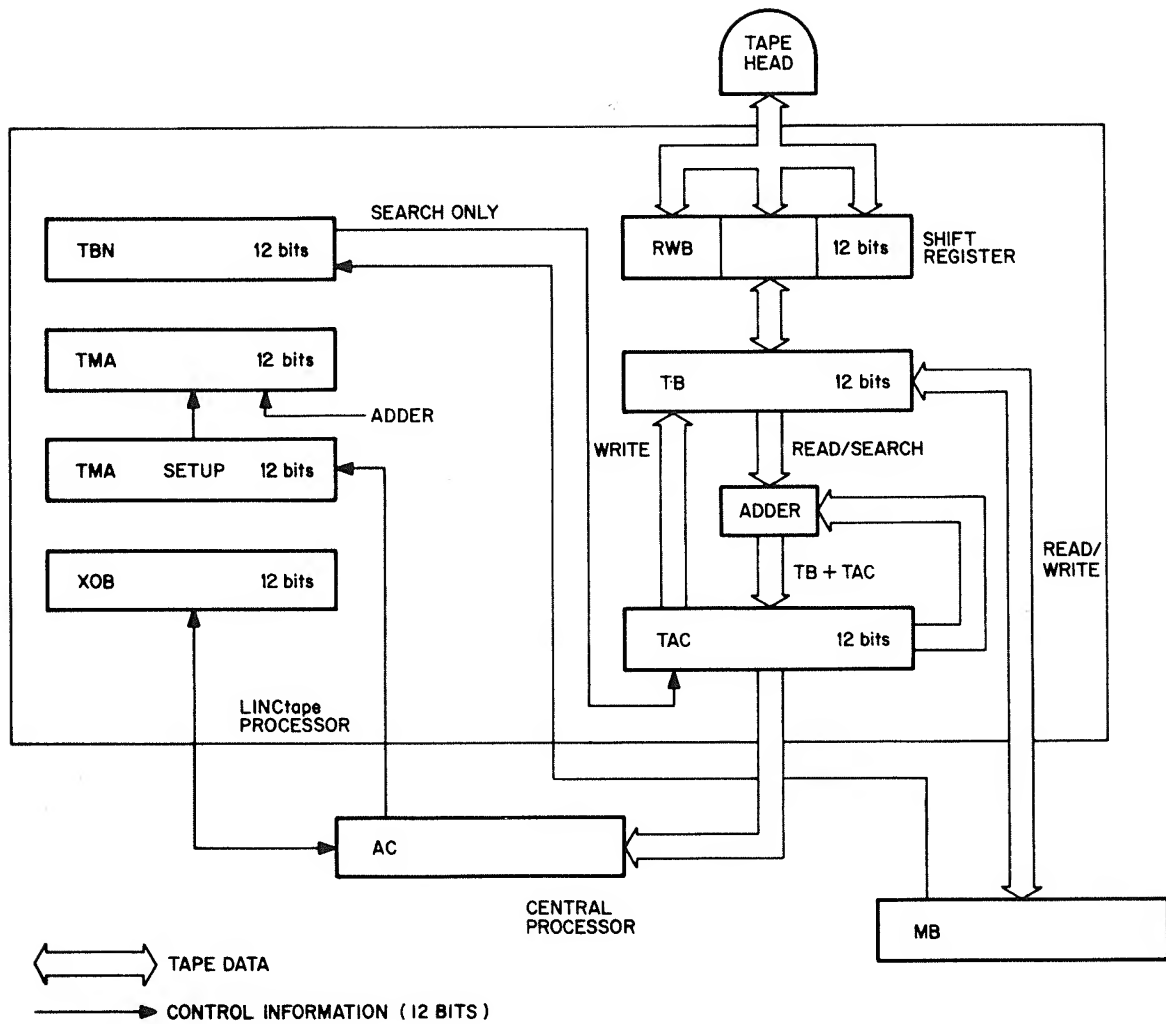 TAPE
HEAD
SEARCH ONLY
TBN 12 bits
RWB 12 bits
SHIFT
REGISTER
TMA 12 bits
TB 12 bits
ADDER
WRITE
READ/SEARCH
TMA SETUP 12 bits
ADDER
READ/
WRITE
XOB 12 bits
TB + TAC
TAC 12 bits
LINCtape
PROCESSOR
AC
CENTRAL
PROCESSOR
MB
TAPE DATA
CONTROL INFORMATION (12 BITS)